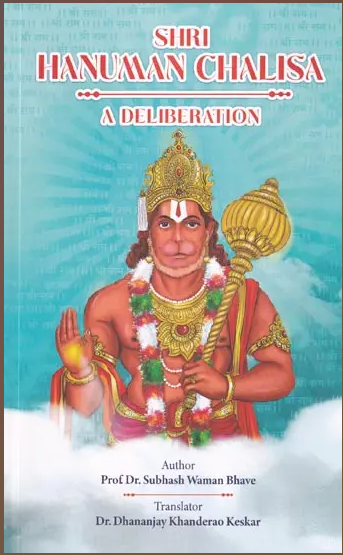 SHRI
HANUMAN CHALISA
A DELIBERATION
Author
Prof Dr. Subhash Waman Bhave
Translator
Dr. Dhananjay Khanderao Keskar